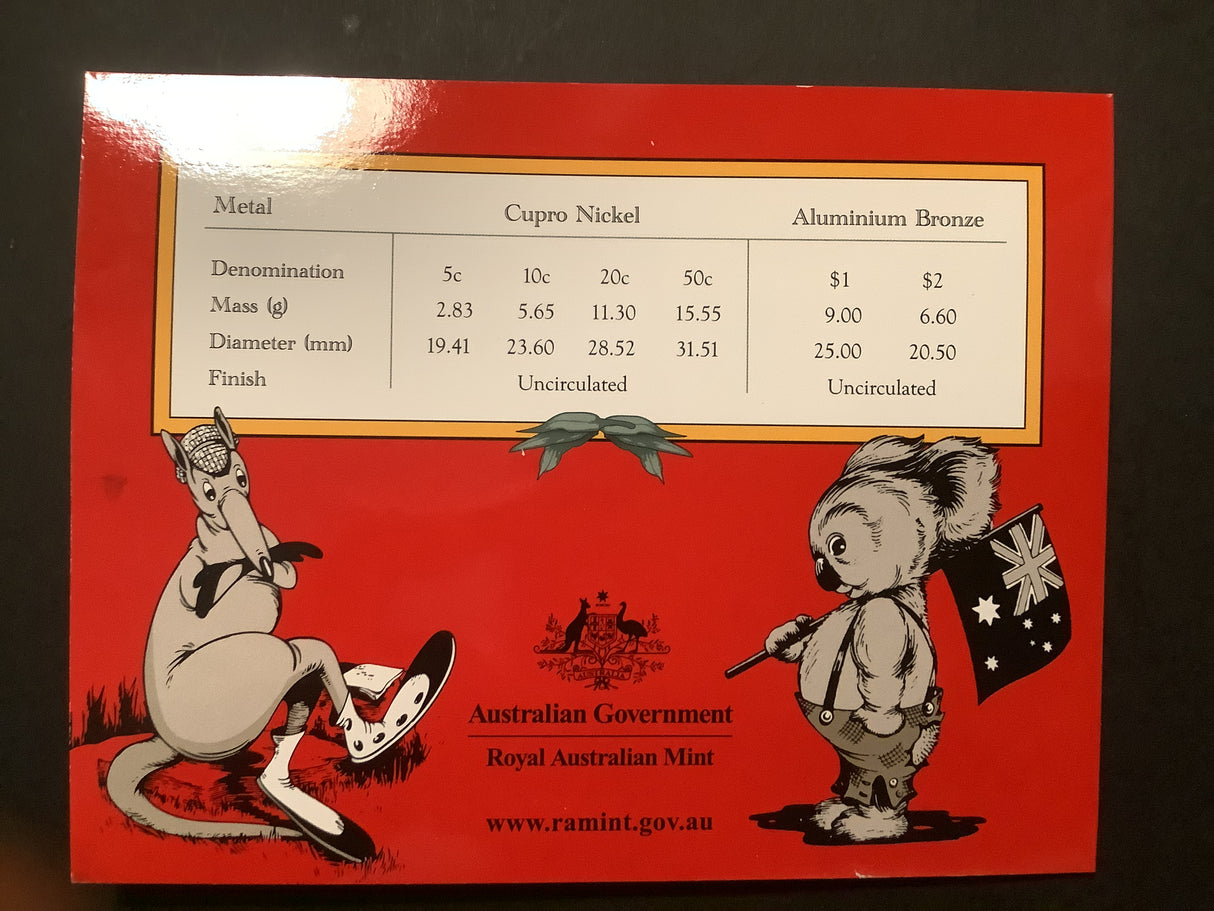 Metal Cupro Nickel Aluminium Bronze
Denomination 5c 10c 20c 50c $1 $2
Mass (g) 2.83 5.65 11.30 15.55 9.00 6.60
Diameter (mm) 19.41 23.60 28.52 31.51 25.00 20.50
Finish Uncirculated Uncirculated
AUSTRALIA
Australian Government
Royal Australian Mint
www.ramint.gov.au